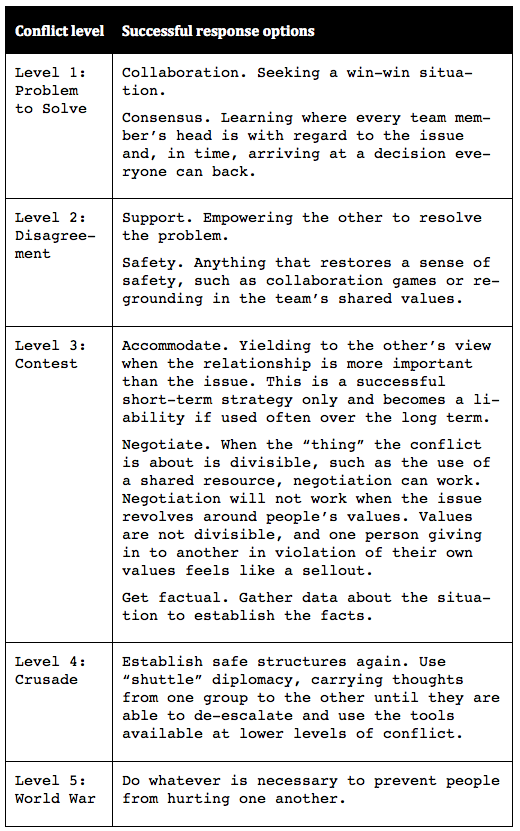 Conflict level Successful response options
Level 1:
Problem
to Solve
Collaboration. Seeking a win-win situa-
tion.
Consensus. Learning where every team mem-
ber’s head is with regard to the issue
and, in time, arriving at a decision eve-
ryone can back.
Level 2:
Disagree-
ment
Support. Empowering the other to resolve
the problem.
Safety. Anything that restores a sense of
safety, such as collaboration games or re-
grounding in the team’s shared values.
Level 3:
Contest
Accommodate. Yielding to the other’s view
when the relationship is more important
than the issue. This is a successful
short-term strategy only and becomes a li-
ability if used often over the long term.
Negotiate. When the “thing” the conflict
is about is divisible, such as the use of
a shared resource, negotiation can work.
Negotiation will not work when the issue
revolves around people’s values. Values
are not divisible, and one person giving
in to another in violation of their own
values feels like a sellout.
Get factual. Gather data about the situa-
tion to establish the facts.
Level 4:
Crusade
Establish safe structures again. Use
“shuttle” diplomacy, carrying thoughts
from one group to the other until they are
able to de-escalate and use the tools
available at lower levels of conflict.
Level 5:
World War
Do whatever is necessary to prevent people
from hurting one another.